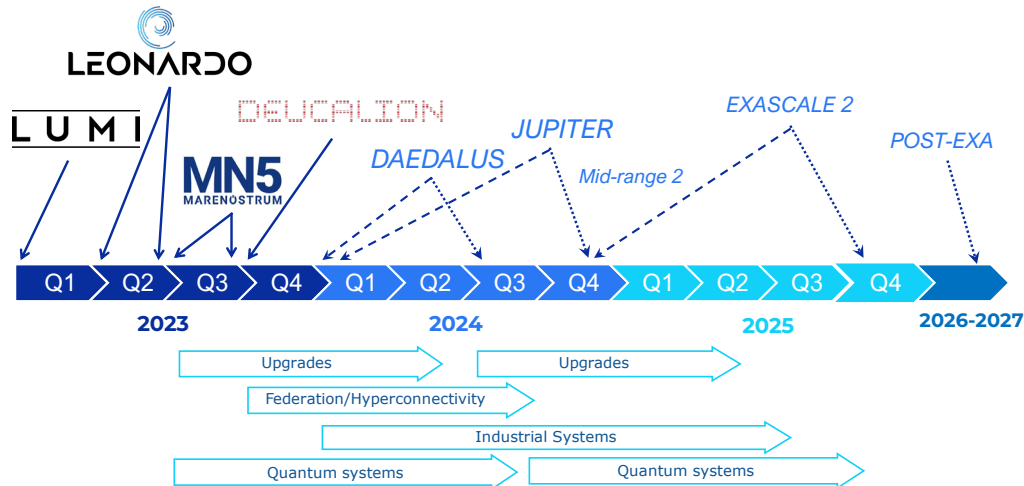 LEONARDO
LUMI
DEUCALION
EXASCALE 2
JUPITER
POST-EXA
DAEDALUS
MN5
Mid-range 2
MARENOSTRUM
Q1 Q2 Q3 Q4 Q1 Q2 Q3 Q4 Q1 Q2 Q3 Q4
2023 2024 2025 2026-2027
Upgrades Upgrades
Federation/Hyperconnectivity
Industrial Systems
Quantum systems Quantum systems